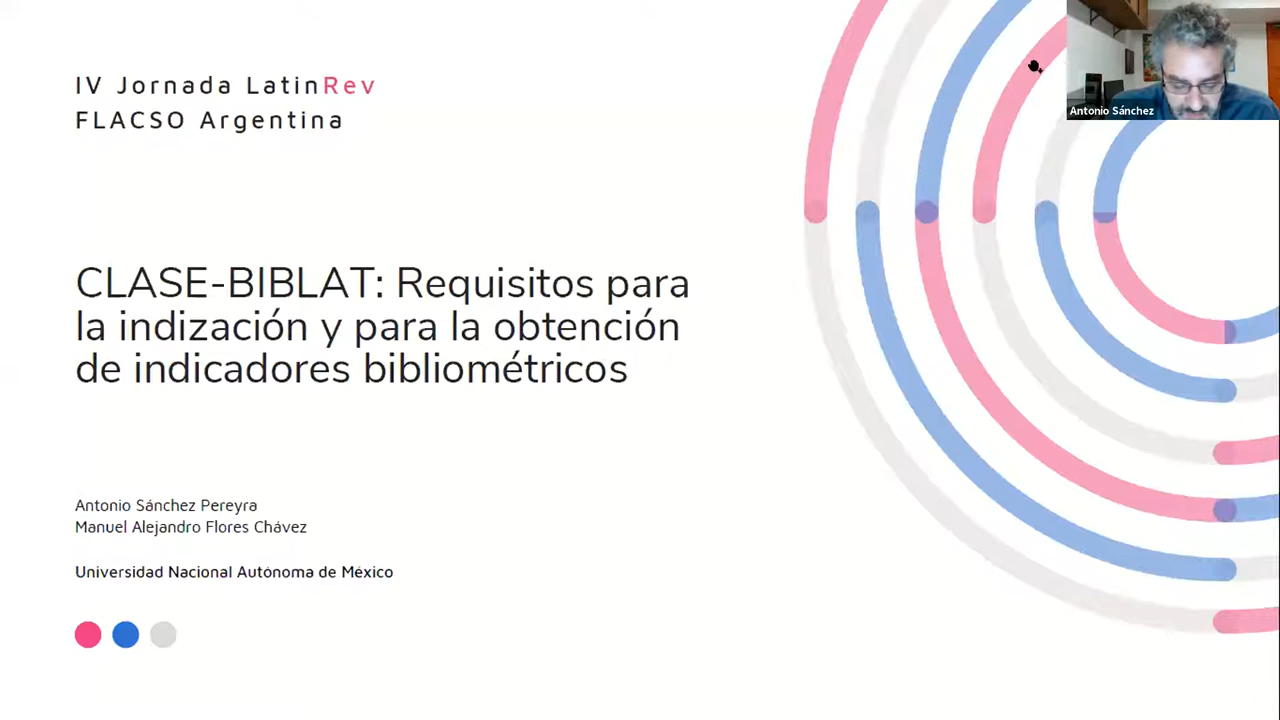 IV Jornada LatinRev
FLACSO Argentina
Antonio Sánchez
CLASE-BIBLAT: Requisitos para
la indización y para la obtención
de indicadores bibliométricos
Antonio Sánchez Pereyra
Manuel Alejandro Flores Chávez
Universidad Nacional Autónoma de México